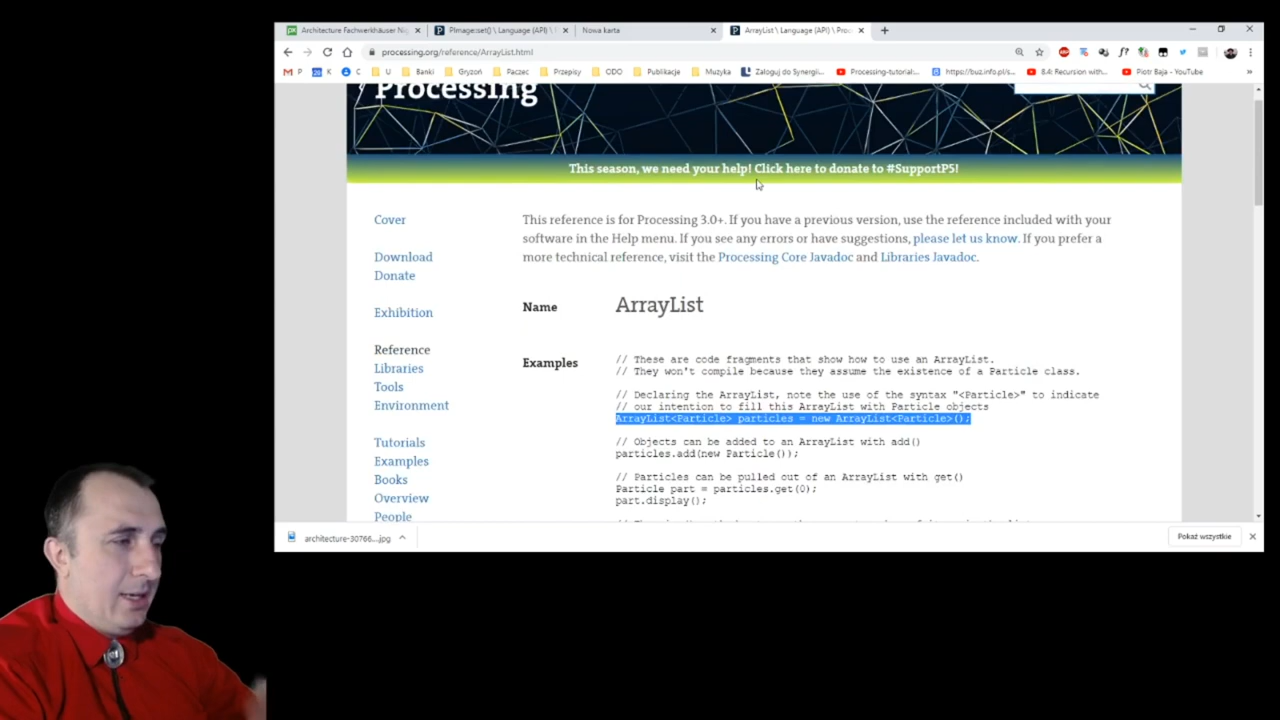 Architecture Fachwerkhäuser Nig
PImage:set() \ Language (API) \
Nowa karta
ArrayList \ Language (API) \ Proc
processing.org/reference/ArrayList.html
P
K
C
U
Banki
Gryzoń
Paczec
Przepisy
ODO
Publikacje
Muzyka
Zaloguj do Synergii...
Processing-tutorial:...
https://buz.info.pl/s...
8.4: Recursion with...
Piotr Baja - YouTube
Processing
This season, we need your help! Click here to donate to #SupportP5!
Cover
Download
Donate
Exhibition
Reference
Libraries
Tools
Environment
Tutorials
Examples
Books
Overview
People
This reference is for Processing 3.0+. If you have a previous version, use the reference included with your
software in the Help menu. If you see any errors or have suggestions, please let us know. If you prefer a
more technical reference, visit the Processing Core Javadoc and Libraries Javadoc.
Name
ArrayList
Examples
// These are code fragments that show how to use an ArrayList.
// They won't compile because they assume the existence of a Particle class.
// Declaring the ArrayList, note the use of the syntax "<Particle>" to indicate
// our intention to fill this ArrayList with Particle objects
ArrayList<Particle> particles = new ArrayList<Particle>();
// Objects can be added to an ArrayList with add()
particles.add(new Particle());
// Particles can be pulled out of an ArrayList with get()
Particle part = particles.get(0);
part.display();
architecture-30766....jpg
Pokaż wszystkie